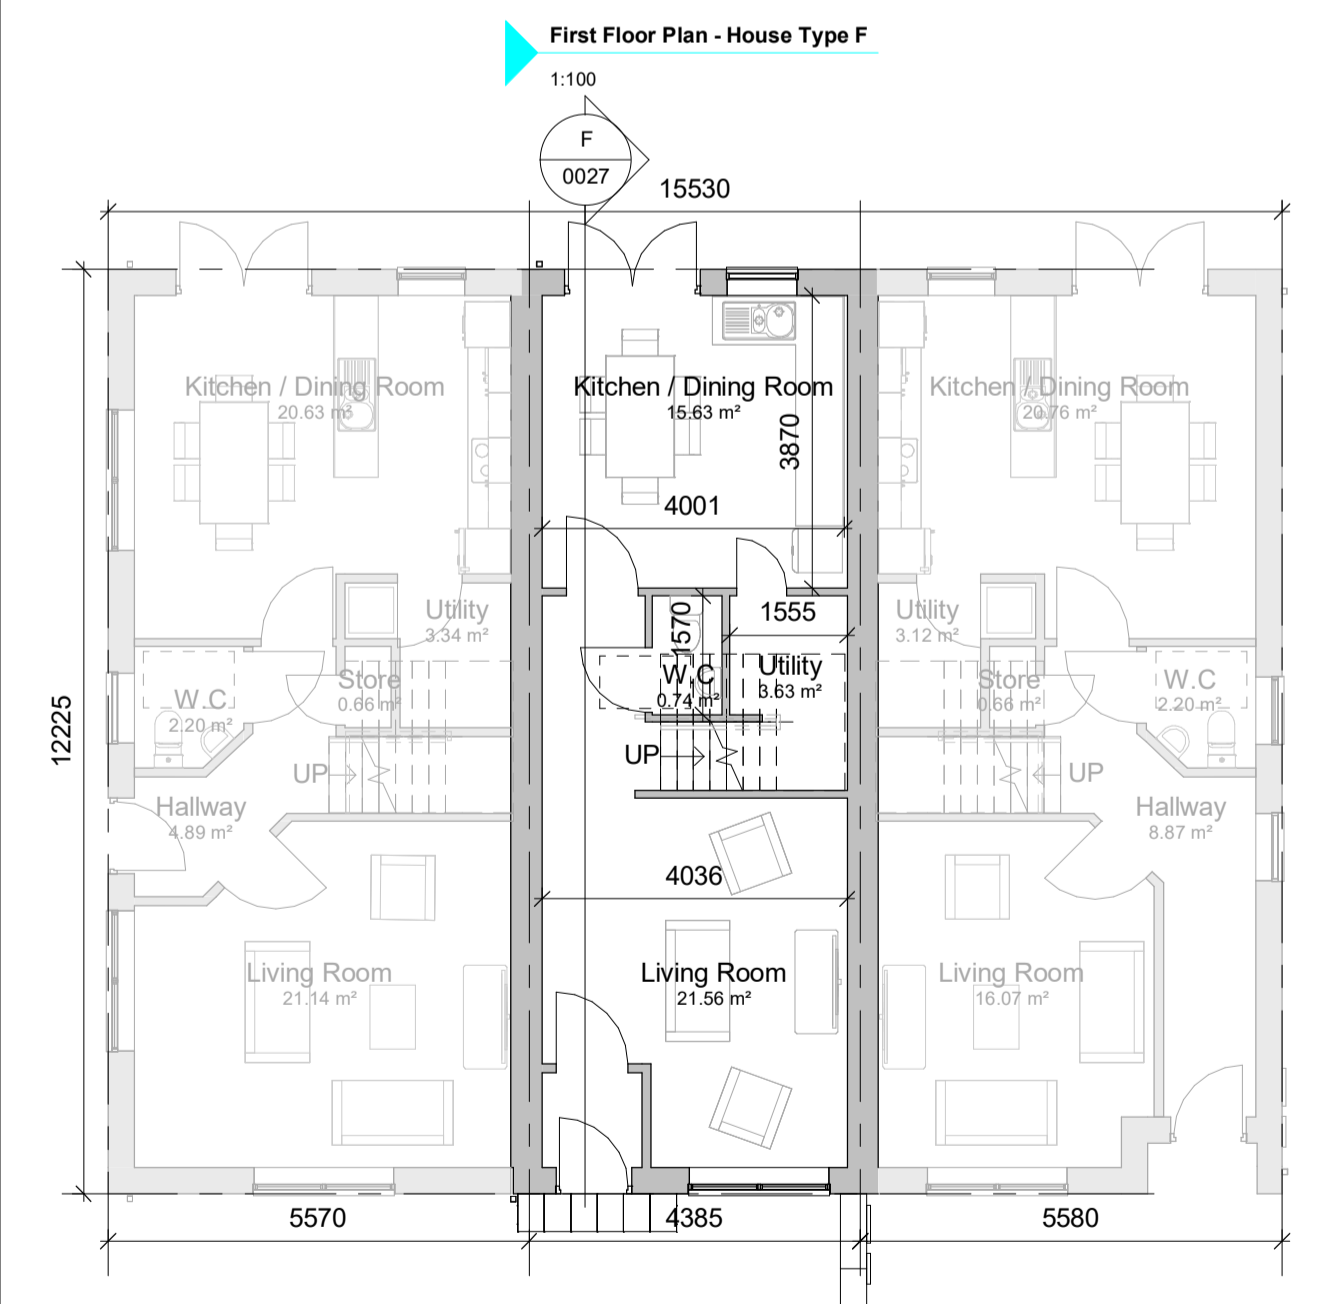 First Floor Plan - House Type F
1:100
F
0027
15530
Kitchen / Dining Room
20.63 m²
Kitchen / Dining Room
15.63 m²
Kitchen / Dining Room
20.76 m²
3870
4001
Utility
3.34 m²
1570
1555
Utility
3.12 m²
W.C
2.20 m²
Store
0.66 m²
W.C
0.74 m²
Utility
3.63 m²
Store
0.66 m²
W.C
2.20 m²
12225
UP
UP
UP
Hallway
4.89 m²
Hallway
8.87 m²
4036
Living Room
21.14 m²
Living Room
21.56 m²
Living Room
16.07 m²
5570
4385
5580